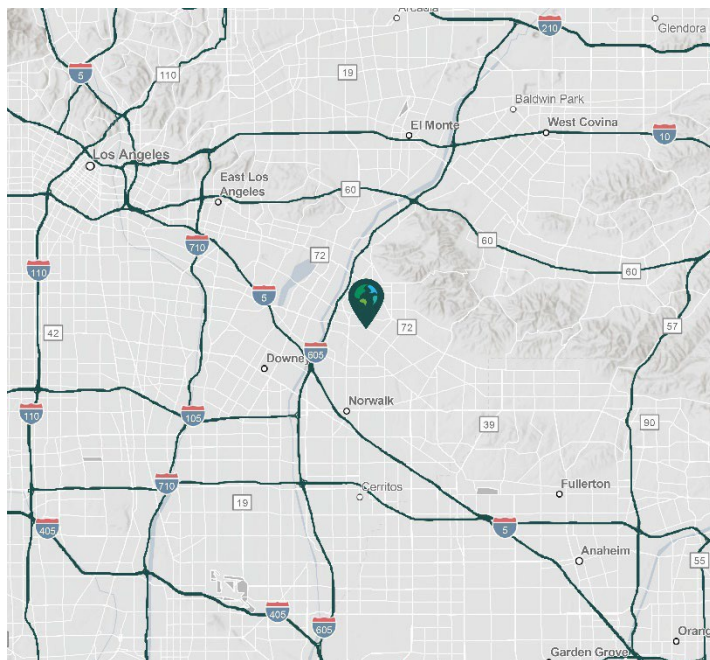 Arcadia
210
Glendora
5
110
19
Baldwin Park
El Monte
West Covina
10
Los Angeles
East Los
Angeles
60
710
60
110
72
60
5
42
72
57
605
Downey
Norwalk
110
105
39
90
710
19
Cerritos
Fullerton
405
5
Anaheim
55
405
605
Orang
Garden Grove